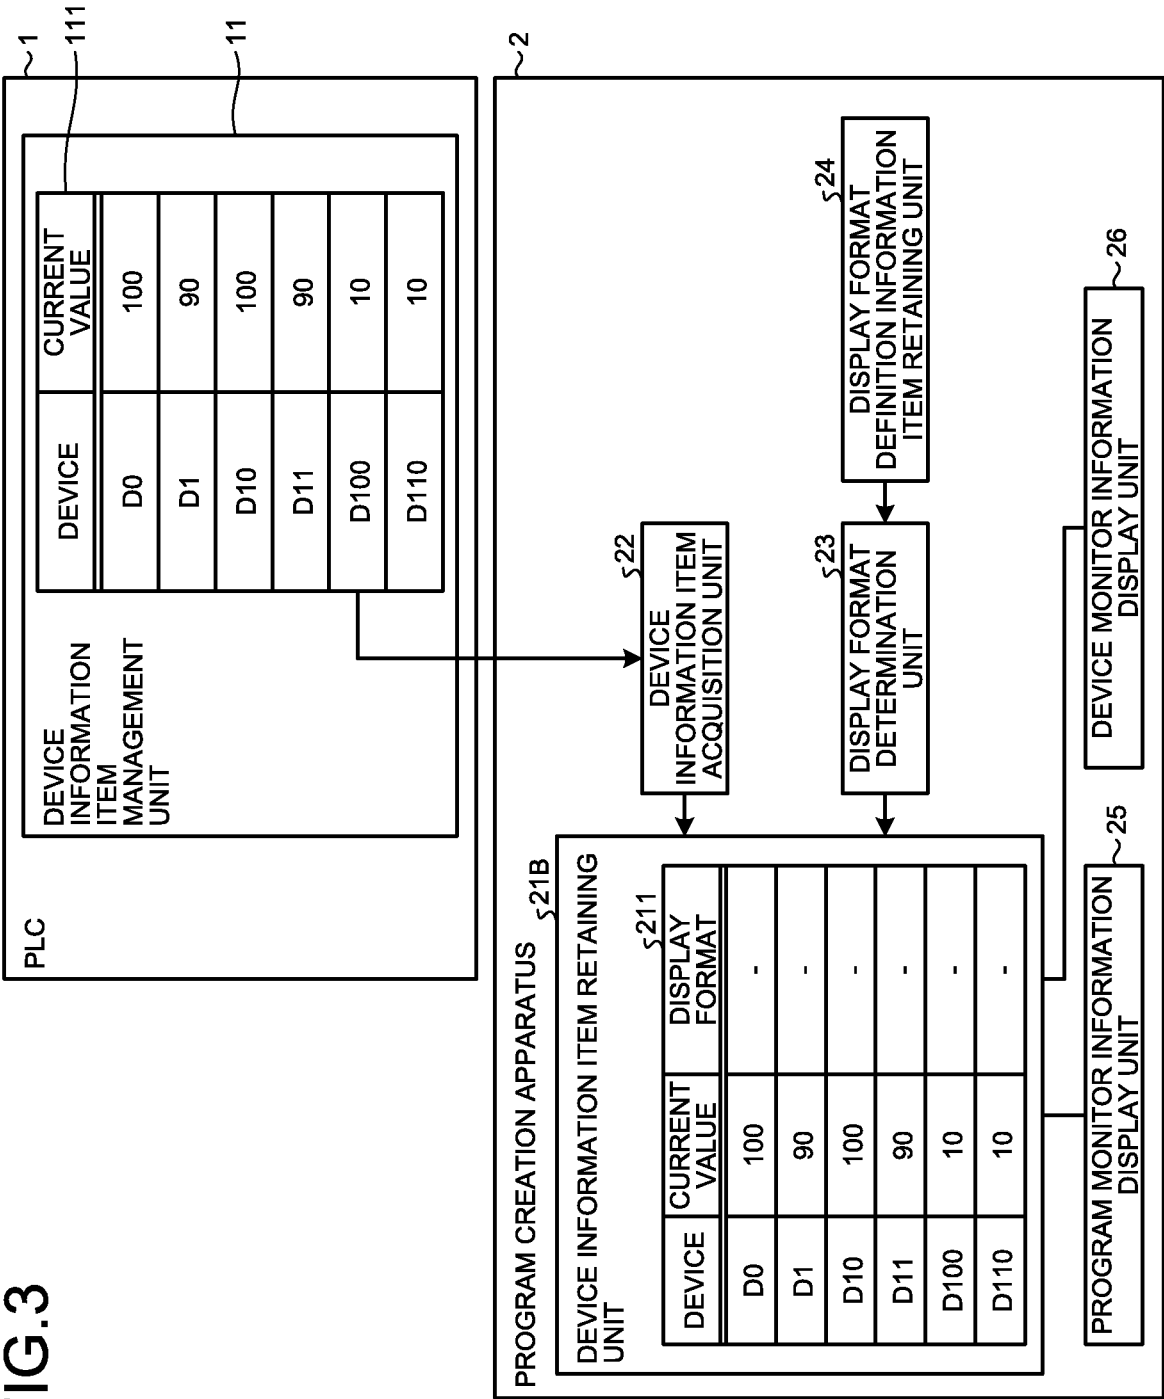 IG.3
1
111
11
PLC
DEVICE
INFORMATION
ITEM
MANAGEMENT
UNIT
DEVICE
CURRENT
VALUE
D0
100
D1
90
D10
100
D11
90
D100
10
D110
10
2
PROGRAM CREATION APPARATUS
21B
DEVICE INFORMATION ITEM RETAINING
UNIT
211
DEVICE
CURRENT
VALUE
DISPLAY
FORMAT
D0
100
-
D1
90
-
D10
100
-
D11
90
-
D100
10
-
D110
10
-
22
DEVICE
INFORMATION ITEM
ACQUISITION UNIT
23
DISPLAY FORMAT
DETERMINATION
UNIT
24
DISPLAY FORMAT
DEFINITION INFORMATION
ITEM RETAINING UNIT
25
PROGRAM MONITOR INFORMATION
DISPLAY UNIT
26
DEVICE MONITOR INFORMATION
DISPLAY UNIT